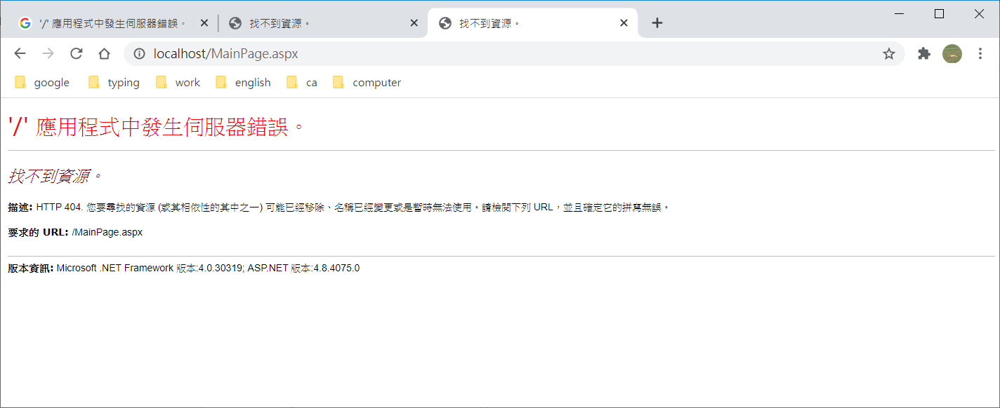 '/' 應用程式中發生伺服器錯誤。
找不到資源。
找不到資源。
localhost/MainPage.aspx
google typing work english ca computer
'/' 應用程式中發生伺服器錯誤。
找不到資源。
描述: HTTP 404. 您要尋找的資源 (或其相依性的其中之一) 可能已經移除、名稱已經變更或是暫時無法使用。請檢閱下列 URL，並且確定它的拼寫無誤。
要求的 URL: /MainPage.aspx
版本資訊: Microsoft .NET Framework 版本:4.0.30319; ASP.NET 版本:4.8.4075.0